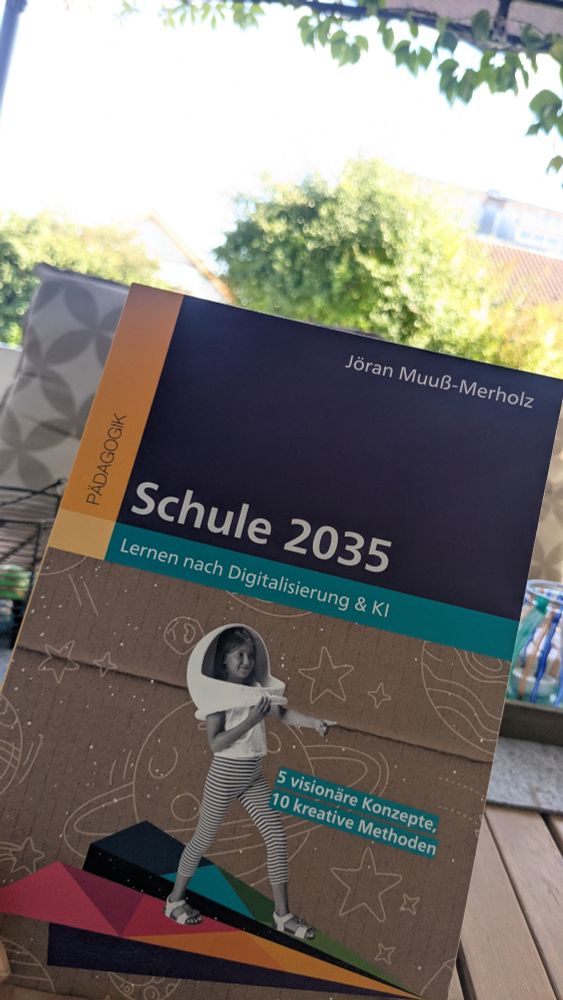 Jöran Muuß-Merholz
PÄDAGOGIK
Schule 2035
Lernen nach Digitalisierung & KI
5 visionäre Konzepte,
10 kreative Methoden